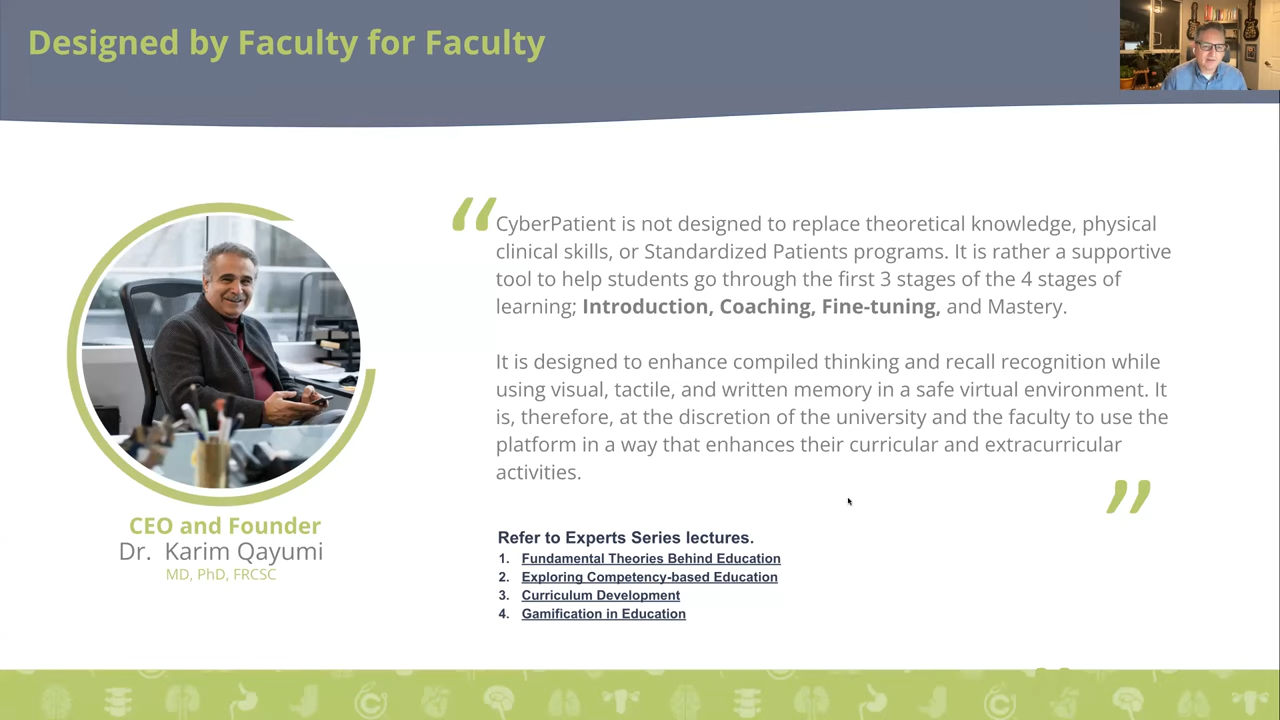 Designed by Faculty for Faculty
“CyberPatient is not designed to replace theoretical knowledge, physical
clinical skills, or Standardized Patients programs. It is rather a supportive
tool to help students go through the first 3 stages of the 4 stages of
learning; Introduction, Coaching, Fine-tuning, and Mastery.
It is designed to enhance compiled thinking and recall recognition while
using visual, tactile, and written memory in a safe virtual environment. It
is, therefore, at the discretion of the university and the faculty to use the
platform in a way that enhances their curricular and extracurricular
activities.”
CEO and Founder
Dr. Karim Qayumi
MD, PhD, FRCSC
Refer to Experts Series lectures.
1. Fundamental Theories Behind Education
2. Exploring Competency-based Education
3. Curriculum Development
4. Gamification in Education